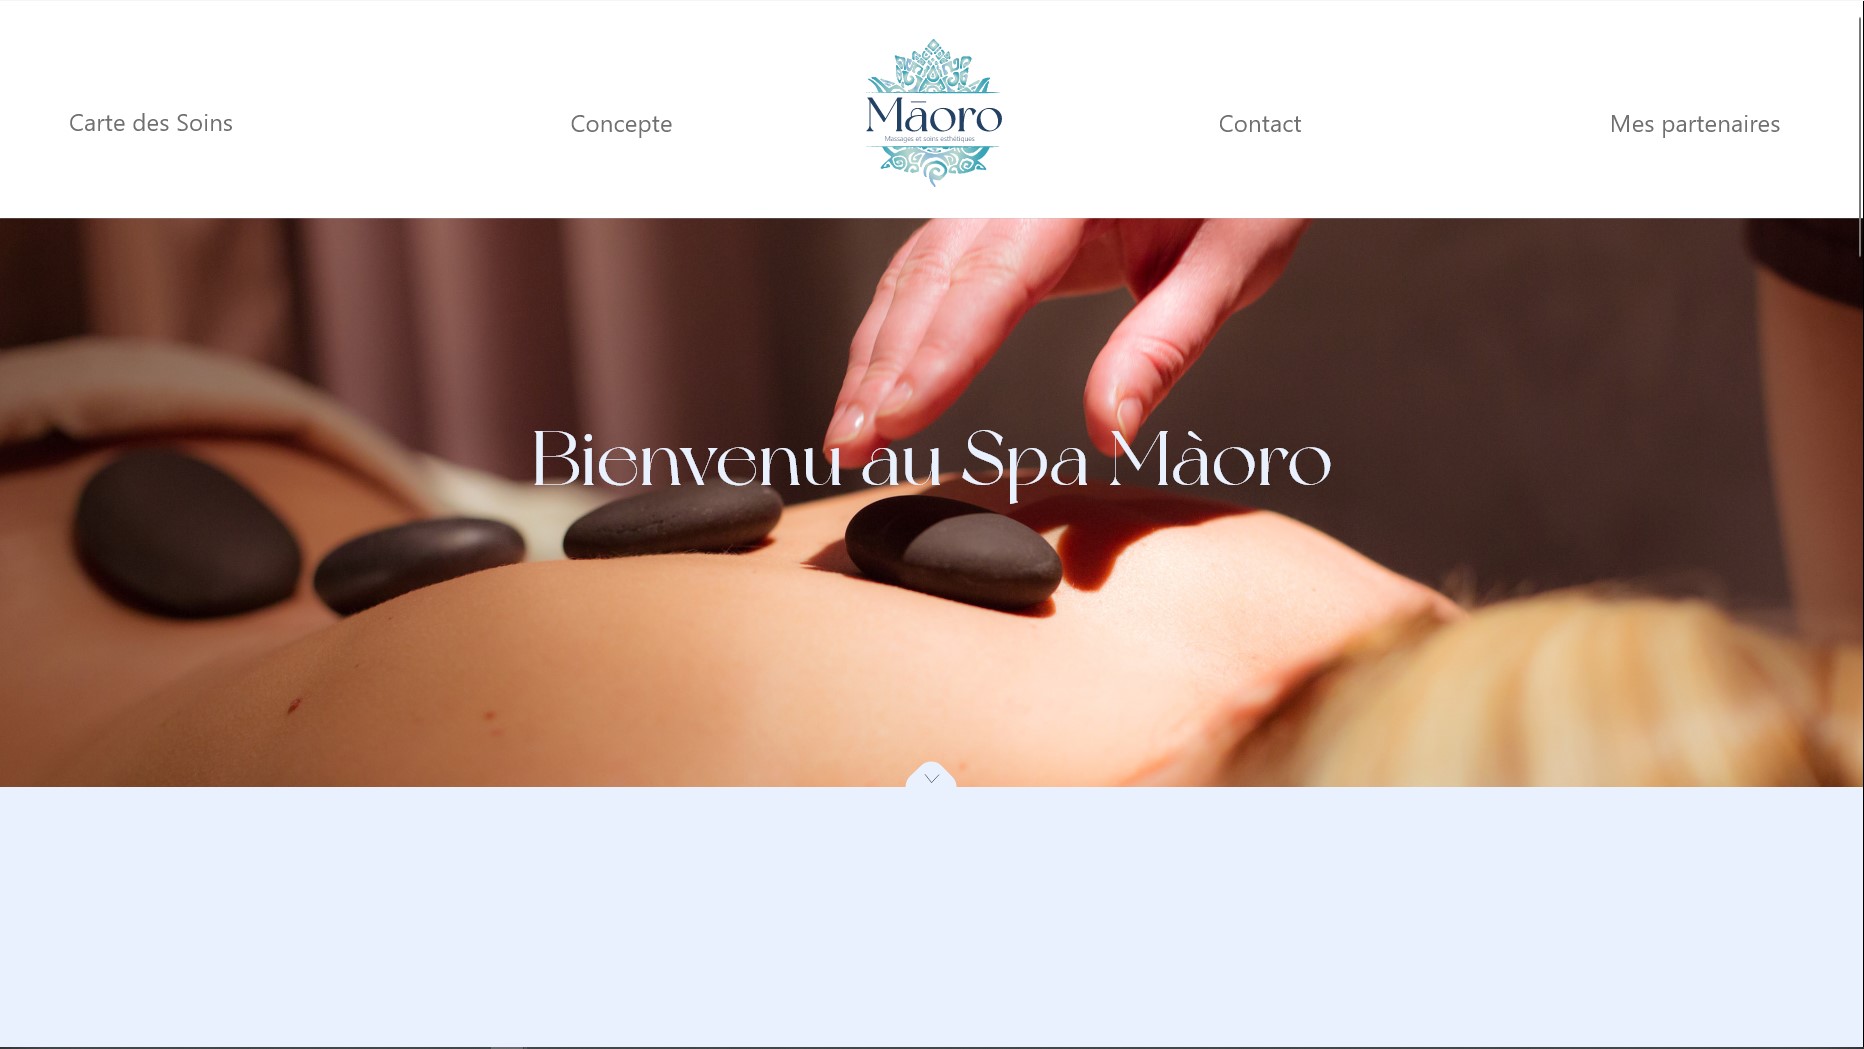 Carte des Soins
Concepte
Māoro
Massages et soins esthétiques
Contact
Mes partenaires
Bienvenu au Spa Màoro